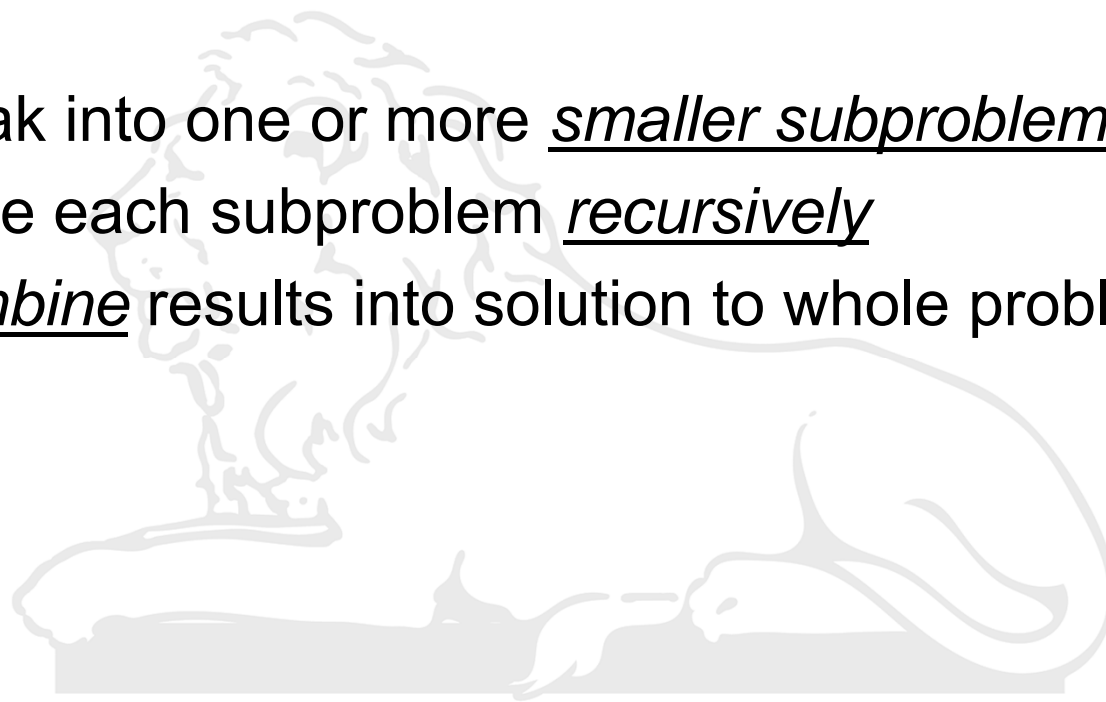 ak into one or more smaller subproblem
e each subproblem recursively
nbine results into solution to whole probl